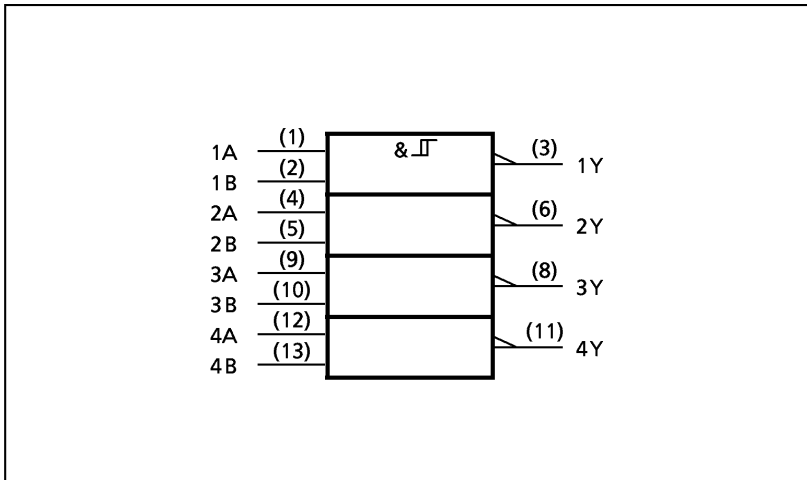 1A (1) & (3) 1Y
1B (2)
2A (4) (6) 2Y
2B (5)
3A (9) (8) 3Y
3B (10)
4A (12) (11) 4Y
4B (13)